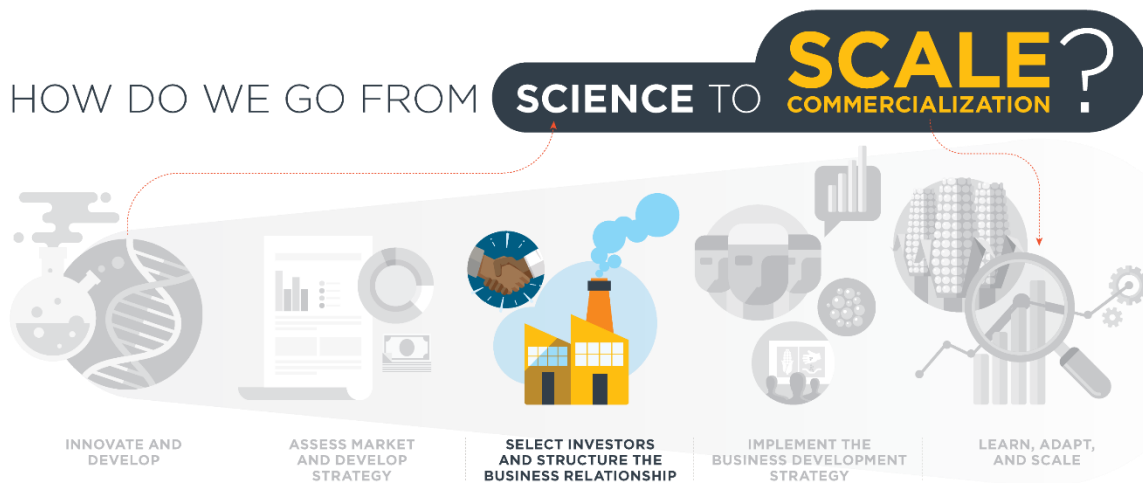 HOW DO WE GO FROM SCIENCE TO SCALE COMMERCIALIZATION?
INNOVATE AND
DEVELOP
ASSESS MARKET
AND DEVELOP
STRATEGY
SELECT INVESTORS
AND STRUCTURE THE
BUSINESS RELATIONSHIP
IMPLEMENT THE
BUSINESS DEVELOPMENT
STRATEGY
LEARN, ADAPT,
AND SCALE